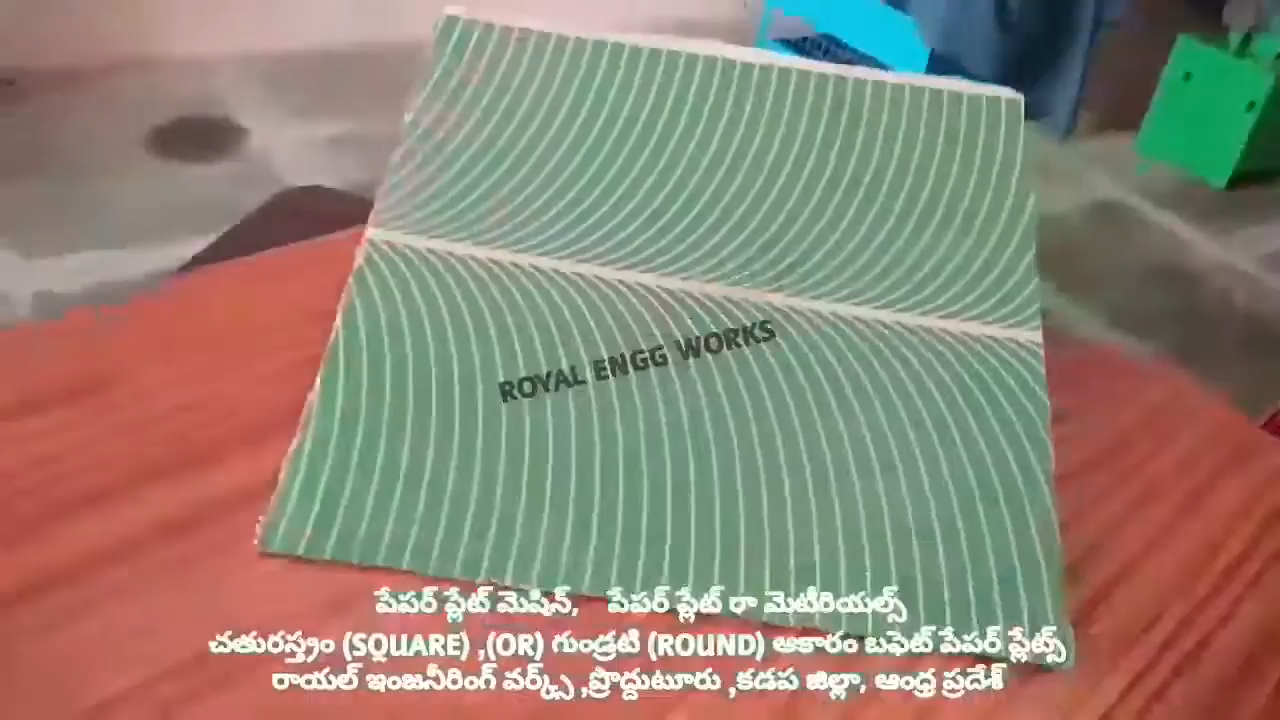 ROYAL ENGG WORKS
పేపర్ ప్లేట్ మెషిన్, పేపర్ ప్లేట్ రా మెటీరియల్స్
చతురస్త్రం (SQUARE) ,(OR) గుండ్రటి (ROUND) ఆకారం బఫెట్ పేపర్ ప్లేట్స్
రాయల్ ఇంజనీరింగ్ వర్క్స్ ,ప్రొద్దుటూరు ,కడప జిల్లా, ఆంధ్ర ప్రదేశ్